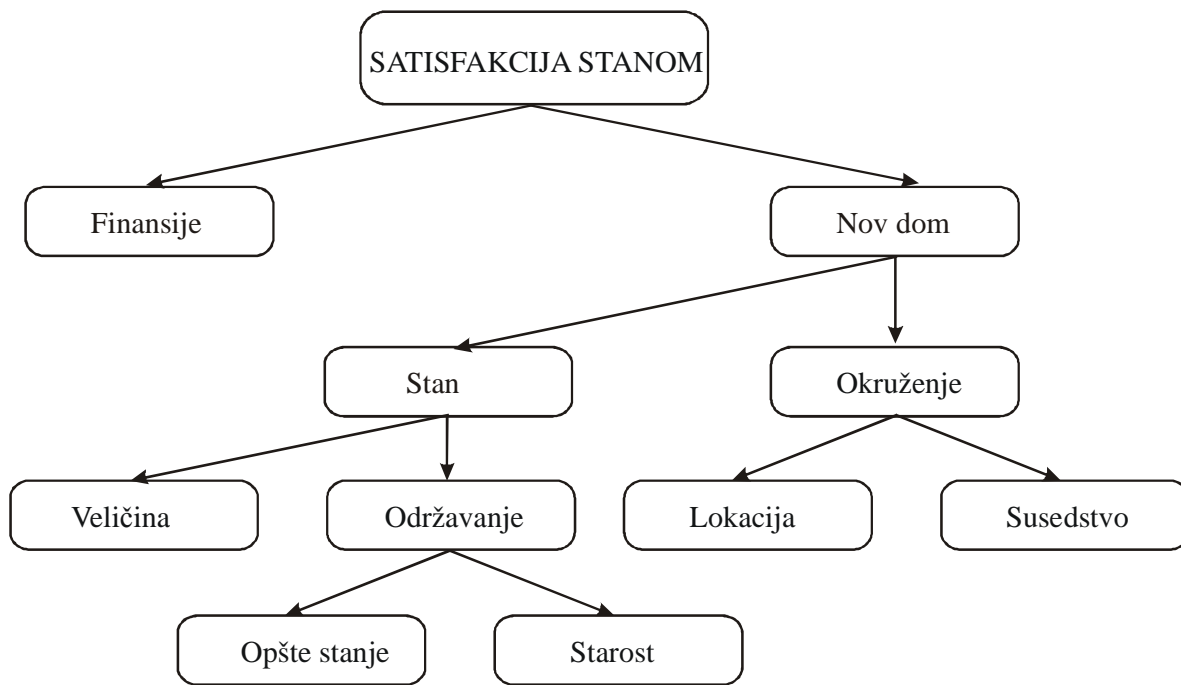 SATISFAKCIJA STANOM
Finansije
Nov dom
Stan
Okruženje
Veličina
Održavanje
Lokacija
Susedstvo
Opšte stanje
Starost